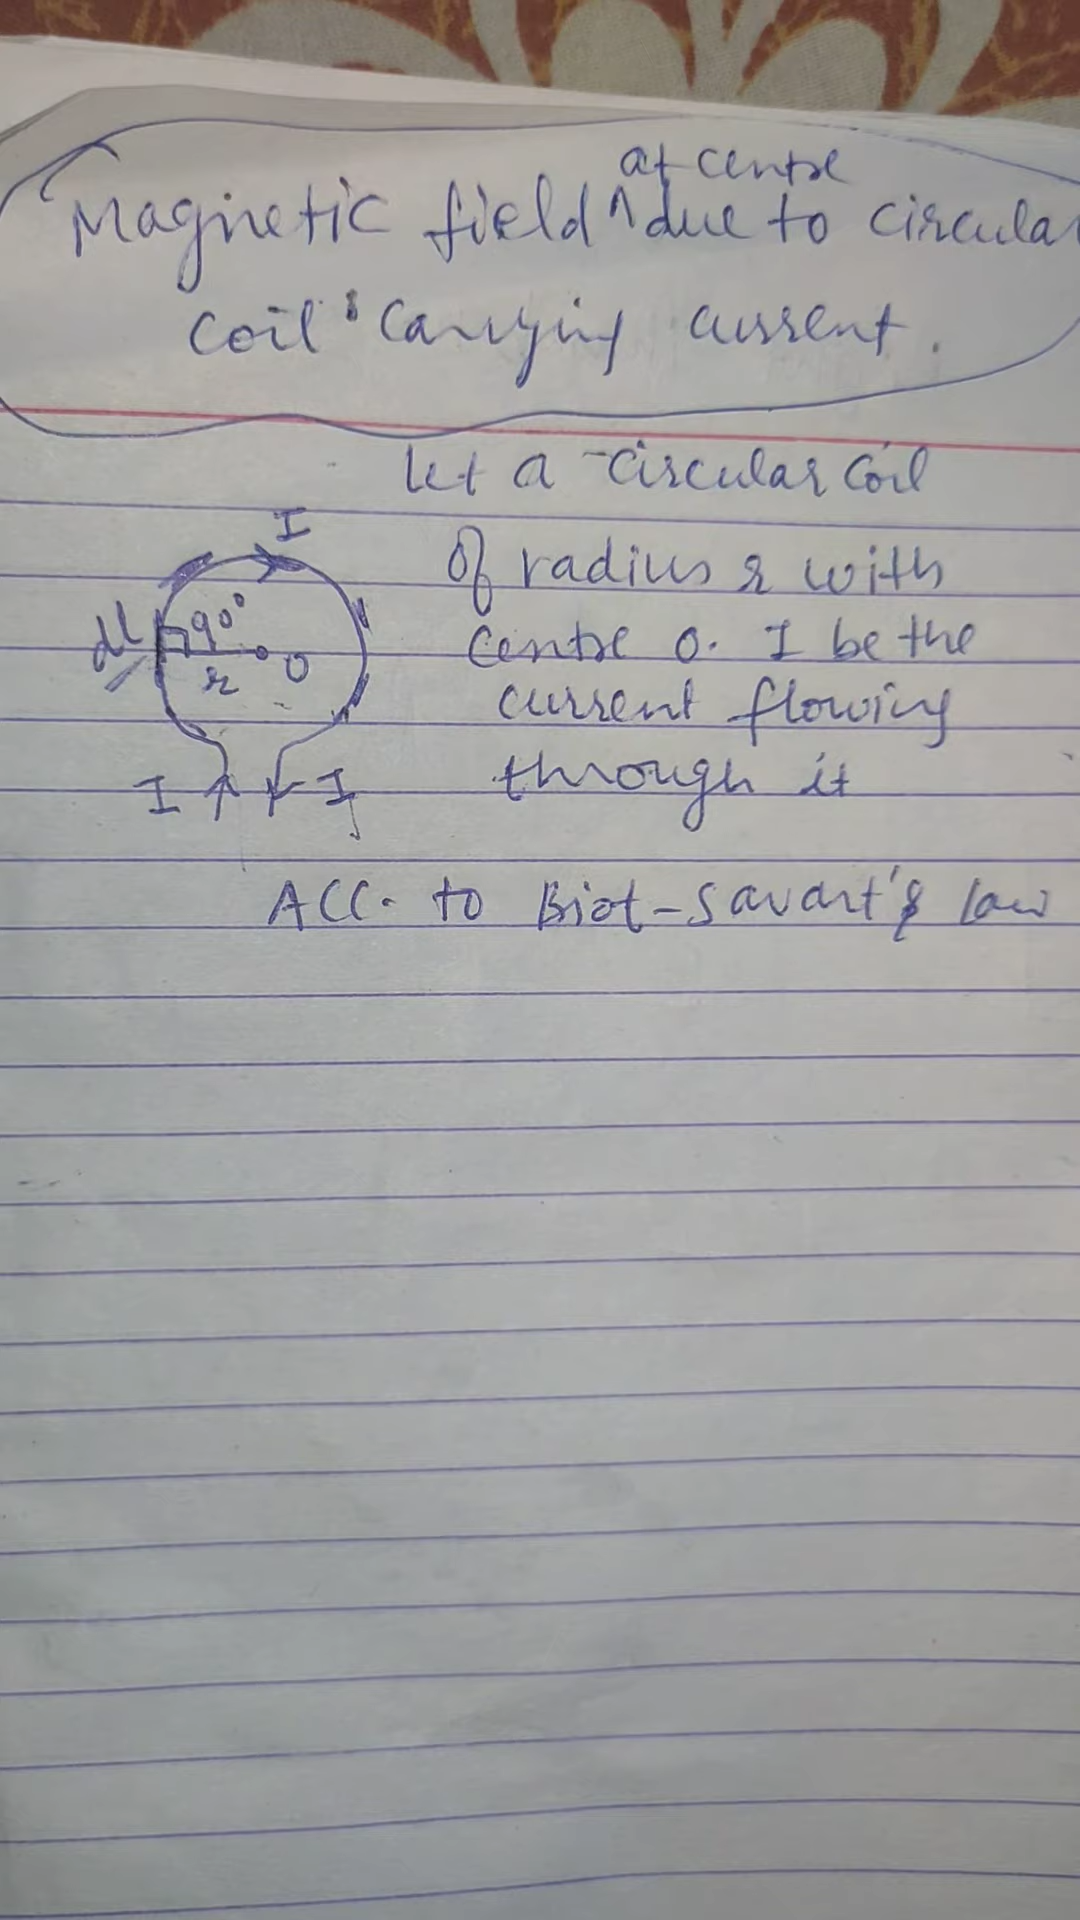 Magnetic field ^ at centre due to circula
coil carrying current.
let a circular coil
of radius r with
centre O. I be the
current flowing
through it
I
dl
90°
r
O
I
I
Acc. to Biot-Savart's law